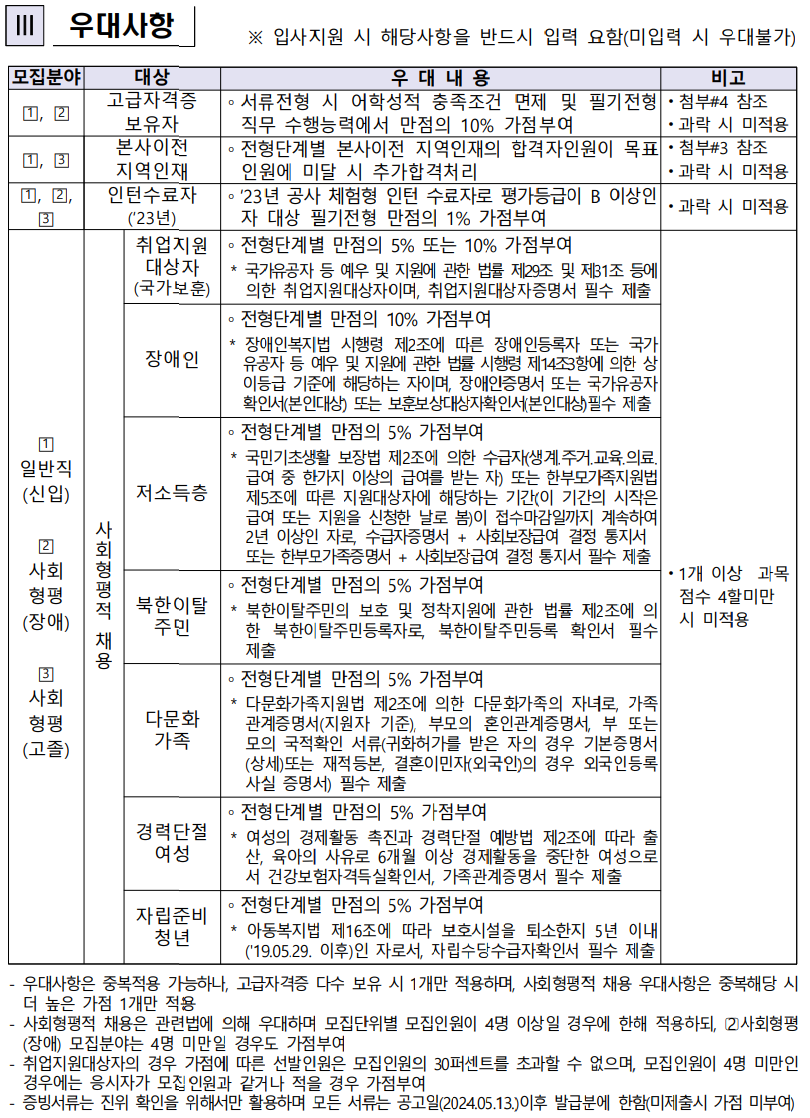 Ⅲ 우대사항 ※ 입사지원 시 해당사항을 반드시 입력 요함(미입력 시 우대불가)
모집분야 대상 우 대 내 용 비고
1, 2
고급자격증
보유자
◦ 서류전형 시 어학성적 충족조건 면제 및 필기전형
직무 수행능력에서 만점의 10% 가점부여
• 첨부#4 참조
• 과락 시 미적용
1, 3
본사이전
지역인재
◦ 전형단계별 본사이전 지역인재의 합격자인원이 목표
인원에 미달 시 추가합격처리
• 첨부#3 참조
• 과락 시 미적용
1, 2,
3
인턴수료자
('23년)
◦ '23년 공사 체험형 인턴 수료자로 평가등급이 B 이상인
자 대상 필기전형 만점의 1% 가점부여
• 과락 시 미적용
1
일반직
(신입)
2
사회
형평
(장애)
3
사회
형평
(고졸)
사회형평적 채용
취업지원
대상자
(국가보훈)
◦ 전형단계별 만점의 5% 또는 10% 가점부여
* 국가유공자 등 예우 및 지원에 관한 법률 제29조 및 제31조 등에
의한 취업지원대상자이며, 취업지원대상자증명서 필수 제출
장애인
◦ 전형단계별 만점의 10% 가점부여
* 장애인복지법 시행령 제2조에 따른 장애인등록자 또는 국가
유공자 등 예우 및 지원에 관한 법률 시행령 제14조3항에 의한 상
이등급 기준에 해당하는 자이며, 장애인증명서 또는 국가유공자
확인서(본인대상) 또는 보훈보상대상자확인서(본인대상)필수 제출
저소득층
◦ 전형단계별 만점의 5% 가점부여
* 국민기초생활 보장법 제2조에 의한 수급자(생계.주거.교육.의료.
급여 중 한가지 이상의 급여를 받는 자) 또는 한부모가족지원법
제5조에 따른 지원대상자에 해당하는 기간(이 기간의 시작은
급여 또는 지원을 신청한 날로 봄)이 접수마감일까지 계속하여
2년 이상인 자로, 수급자증명서 + 사회보장급여 결정 통지서
또는 한부모가족증명서 + 사회보장급여 결정 통지서 필수 제출
북한이탈
주민
◦ 전형단계별 만점의 5% 가점부여
* 북한이탈주민의 보호 및 정착지원에 관한 법률 제2조에 의
한 북한이탈주민등록자로, 북한이탈주민등록 확인서 필수
제출
다문화
가족
◦ 전형단계별 만점의 5% 가점부여
* 다문화가족지원법 제2조에 의한 다문화가족의 자녀로, 가족
관계증명서(지원자 기준), 부모의 혼인관계증명서, 부 또는
모의 국적확인 서류(귀화허가를 받은 자의 경우 기본증명서
(상세)또는 재적등본, 결혼이민자(외국인)의 경우 외국인등록
사실 증명서) 필수 제출
경력단절
여성
◦ 전형단계별 만점의 5% 가점부여
* 여성의 경제활동 촉진과 경력단절 예방법 제2조에 따라 출
산, 육아의 사유로 6개월 이상 경제활동을 중단한 여성으로
서 건강보험자격득실확인서, 가족관계증명서 필수 제출
자립준비
청년
◦ 전형단계별 만점의 5% 가점부여
* 아동복지법 제16조에 따라 보호시설을 퇴소한지 5년 이내
('19.05.29. 이후)인 자로서, 자립수당수급자확인서 필수 제출
• 1개 이상 과목
점수 4할미만
시 미적용
- 우대사항은 중복적용 가능하나, 고급자격증 다수 보유 시 1개만 적용하며, 사회형평적 채용 우대사항은 중복해당 시
더 높은 가점 1개만 적용
- 사회형평적 채용은 관련법에 의해 우대하며 모집단위별 모집인원이 4명 이상일 경우에 한해 적용하되, 2사회형평
(장애) 모집분야는 4명 미만일 경우도 가점부여
- 취업지원대상자의 경우 가점에 따른 선발인원은 모집인원의 30퍼센트를 초과할 수 없으며, 모집인원이 4명 미만인
경우에는 응시자가 모집인원과 같거나 적을 경우 가점부여
- 증빙서류는 진위 확인을 위해서만 활용하며 모든 서류는 공고일(2024.05.13.)이후 발급분에 한함(미제출시 가점 미부여)